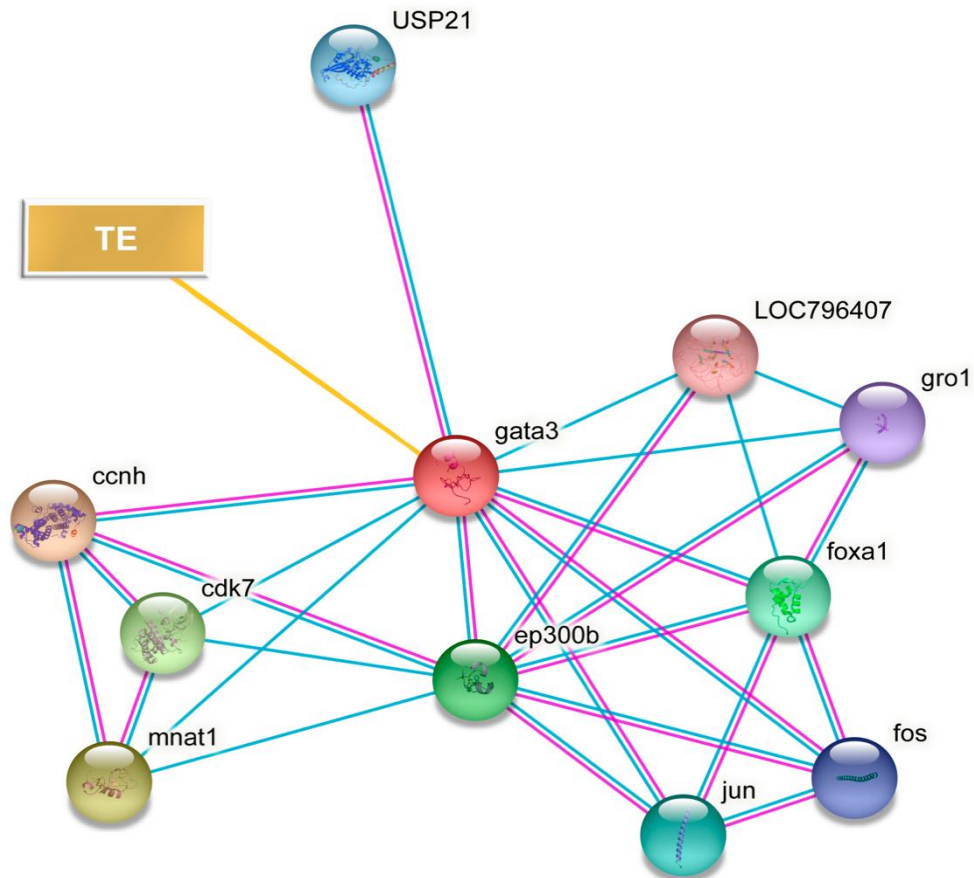 USP21
TE
LOC796407
gro1
gata3
ccnh
foxa1
cdk7
ep300b
mnat1
fos
jun